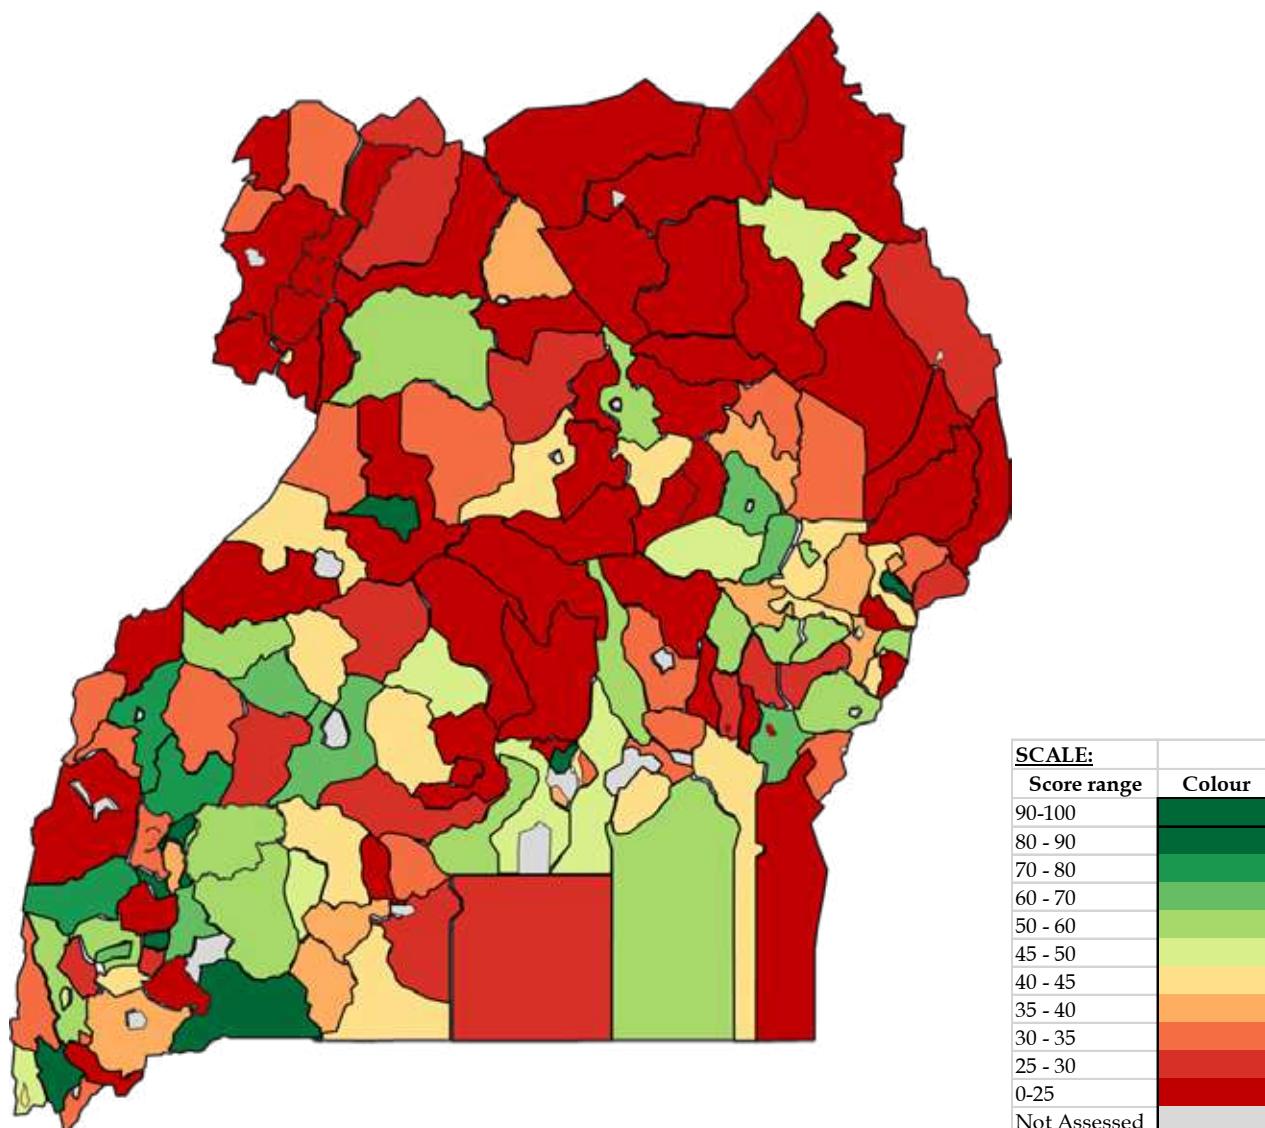 SCALE:
Score range Colour
90-100
80 - 90
70 - 80
60 - 70
50 - 60
45 - 50
40 - 45
35 - 40
30 - 35
25 - 30
0-25
Not Assessed